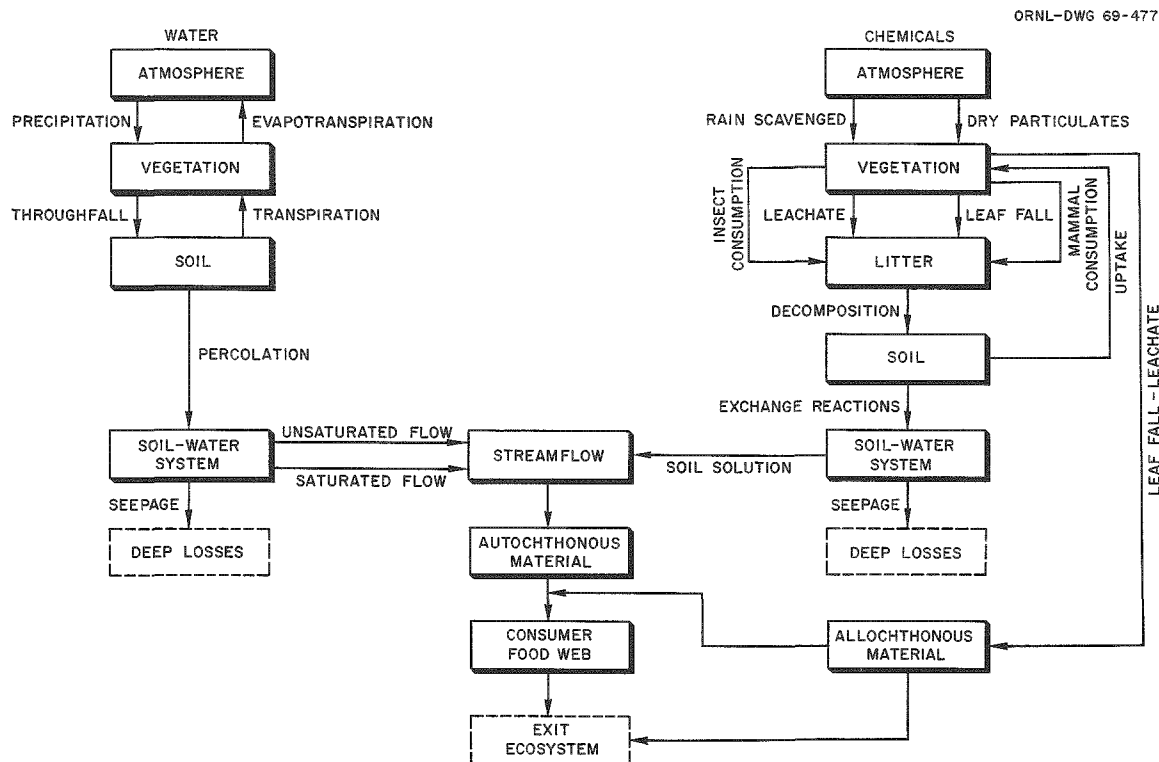 ORNL-DWG 69-477
WATER
ATMOSPHERE
PRECIPITATION
EVAPOTRANSPIRATION
VEGETATION
THROUGHFALL
TRANSPIRATION
SOIL
PERCOLATION
SOIL-WATER
SYSTEM
UNSATURATED FLOW
SATURATED FLOW
SEEPAGE
DEEP LOSSES
STREAMFLOW
AUTOCHTHONOUS
MATERIAL
CONSUMER
FOOD WEB
EXIT
ECOSYSTEM
CHEMICALS
ATMOSPHERE
RAIN SCAVENGED
DRY PARTICULATES
VEGETATION
INSECT
CONSUMPTION
LEACHATE
LEAF FALL
MAMMAL
CONSUMPTION
UPTAKE
LITTER
DECOMPOSITION
SOIL
EXCHANGE REACTIONS
SOIL-WATER
SYSTEM
SOIL SOLUTION
SEEPAGE
DEEP LOSSES
LEAF FALL-LEACHATE
ALLOCHTHONOUS
MATERIAL